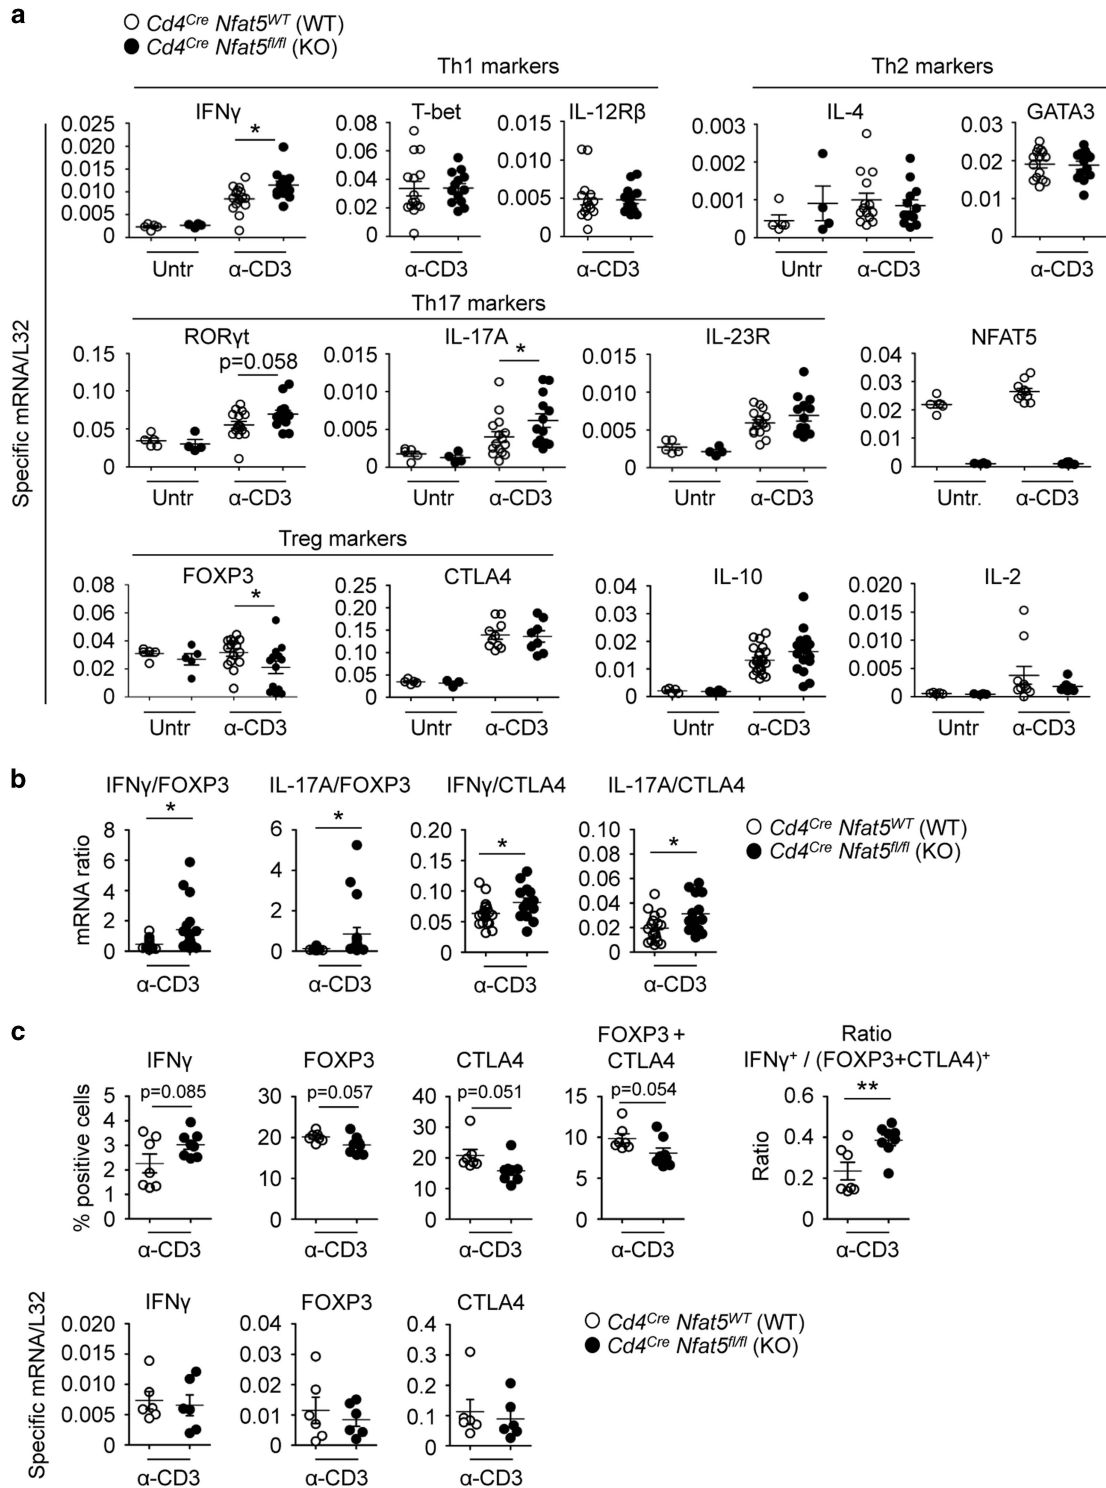 a
Cd4Cre Nfat5WT (WT)
Cd4Cre Nfat5fl/fl (KO)
Th1 markers
Th2 markers
IFNγ
T-bet
IL-12Rβ
IL-4
GATA3
0.025
0.020
0.015
0.010
0.005
0
*
Untr
α-CD3
0.08
0.06
0.04
0.02
0
α-CD3
0.015
0.010
0.005
0
α-CD3
0.003
0.002
0.001
0
Untr
α-CD3
0.03
0.02
0.01
0
α-CD3
Specific mRNA/L32
Th17 markers
RORγt
IL-17A
IL-23R
NFAT5
0.15
0.10
0.05
0
p=0.058
Untr
α-CD3
0.015
0.010
0.005
0
*
Untr
α-CD3
0.015
0.010
0.005
0
Untr
α-CD3
0.04
0.03
0.02
0.01
0
Untr.
α-CD3
Treg markers
FOXP3
CTLA4
IL-10
IL-2
0.08
0.06
0.04
0.02
0
*
Untr
α-CD3
0.25
0.20
0.15
0.10
0.05
0
Untr
α-CD3
0.04
0.03
0.02
0.01
0
Untr
α-CD3
0.020
0.015
0.010
0.005
0
Untr
α-CD3
b
IFNγ/FOXP3
IL-17A/FOXP3
IFNγ/CTLA4
IL-17A/CTLA4
Cd4Cre Nfat5WT (WT)
Cd4Cre Nfat5fl/fl (KO)
mRNA ratio
8
6
4
2
0
*
α-CD3
6
4
2
0
*
α-CD3
0.20
0.15
0.10
0.05
0
*
α-CD3
0.10
0.08
0.06
0.04
0.02
0
*
α-CD3
c
IFNγ
FOXP3
CTLA4
FOXP3 +
CTLA4
Ratio
IFNγ+ / (FOXP3+CTLA4)+
% positive cells
5
4
3
2
1
0
p=0.085
α-CD3
30
20
10
0
p=0.057
α-CD3
40
30
20
10
0
p=0.051
α-CD3
15
10
5
0
p=0.054
α-CD3
Ratio
0.6
0.4
0.2
0
**
α-CD3
Specific mRNA/L32
IFNγ
FOXP3
CTLA4
Cd4Cre Nfat5WT (WT)
Cd4Cre Nfat5fl/fl (KO)
0.020
0.015
0.010
0.005
0
α-CD3
0.04
0.03
0.02
0.01
0
α-CD3
0.4
0.3
0.2
0.1
0
α-CD3